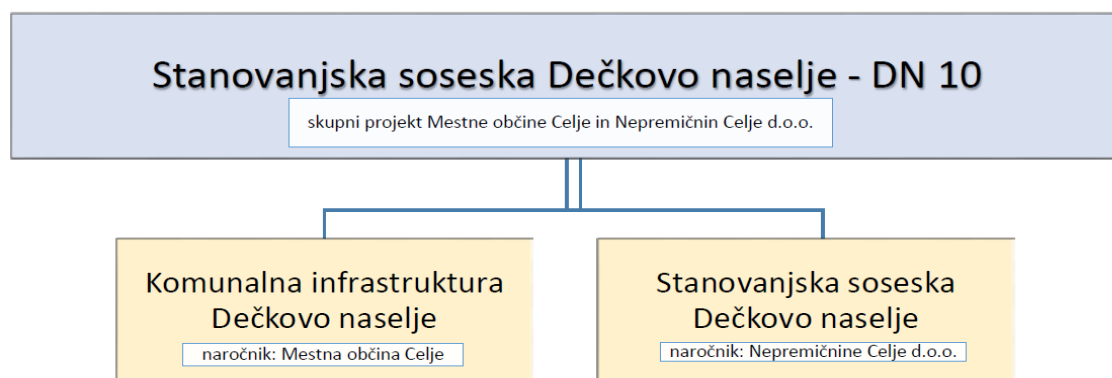 Stanovanjska soseska Dečkovo naselje - DN 10
skupni projekt Mestne občine Celje in Nepremičnin Celje d.o.o.
Komunalna infrastruktura
Dečkovo naselje
naročnik: Mestna občina Celje
Stanovanjska soseska
Dečkovo naselje
naročnik: Nepremičnine Celje d.o.o.